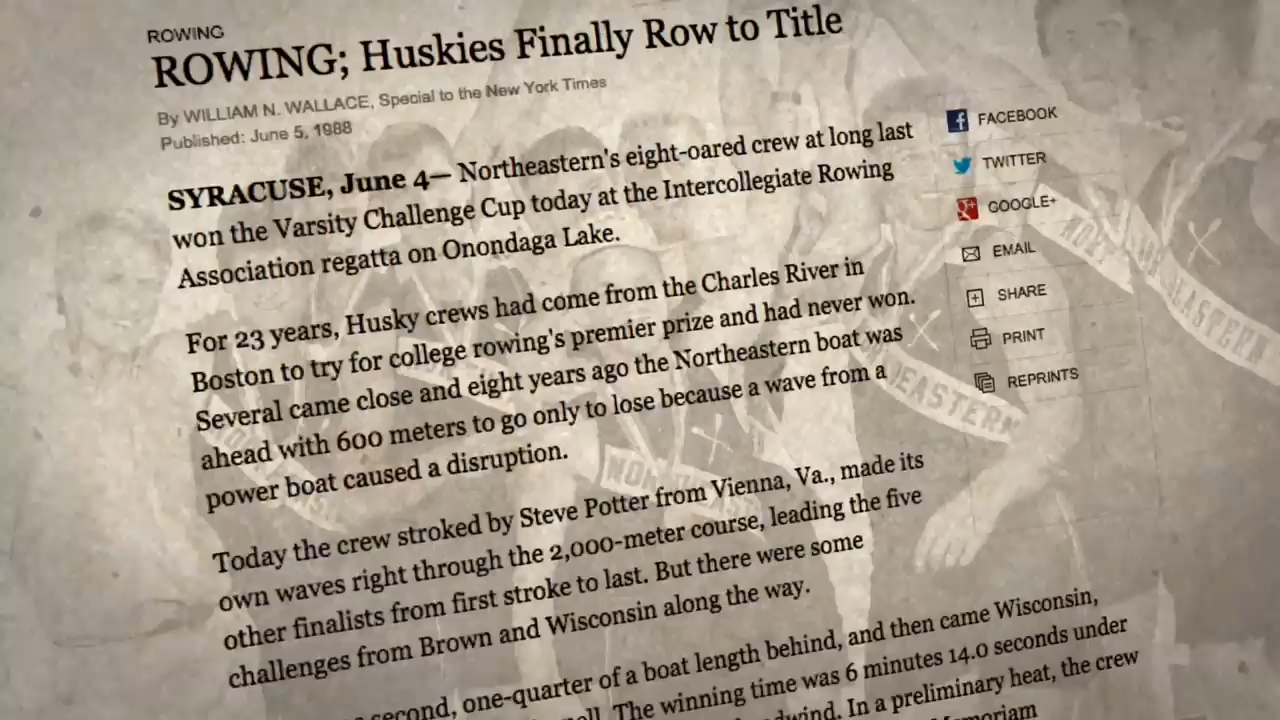 ROWING
ROWING; Huskies Finally Row to Title
By WILLIAM N. WALLACE, Special to the New York Times
Published: June 5, 1988
SYRACUSE, June 4— Northeastern's eight-oared crew at long last
won the Varsity Challenge Cup today at the Intercollegiate Rowing
Association regatta on Onondaga Lake.
For 23 years, Husky crews had come from the Charles River in
Boston to try for college rowing's premier prize and had never won.
Several came close and eight years ago the Northeastern boat was
ahead with 600 meters to go only to lose because a wave from a
power boat caused a disruption.
Today the crew stroked by Steve Potter from Vienna, Va., made its
own waves right through the 2,000-meter course, leading the five
other finalists from first stroke to last. But there were some
challenges from Brown and Wisconsin along the way.
second, one-quarter of a boat length behind, and then came Wisconsin,
The winning time was 6 minutes 14.0 seconds under
In a preliminary heat, the crew
FACEBOOK
TWITTER
GOOGLE+
EMAIL
SHARE
PRINT
REPRINTS
EASTERN
EASTERN